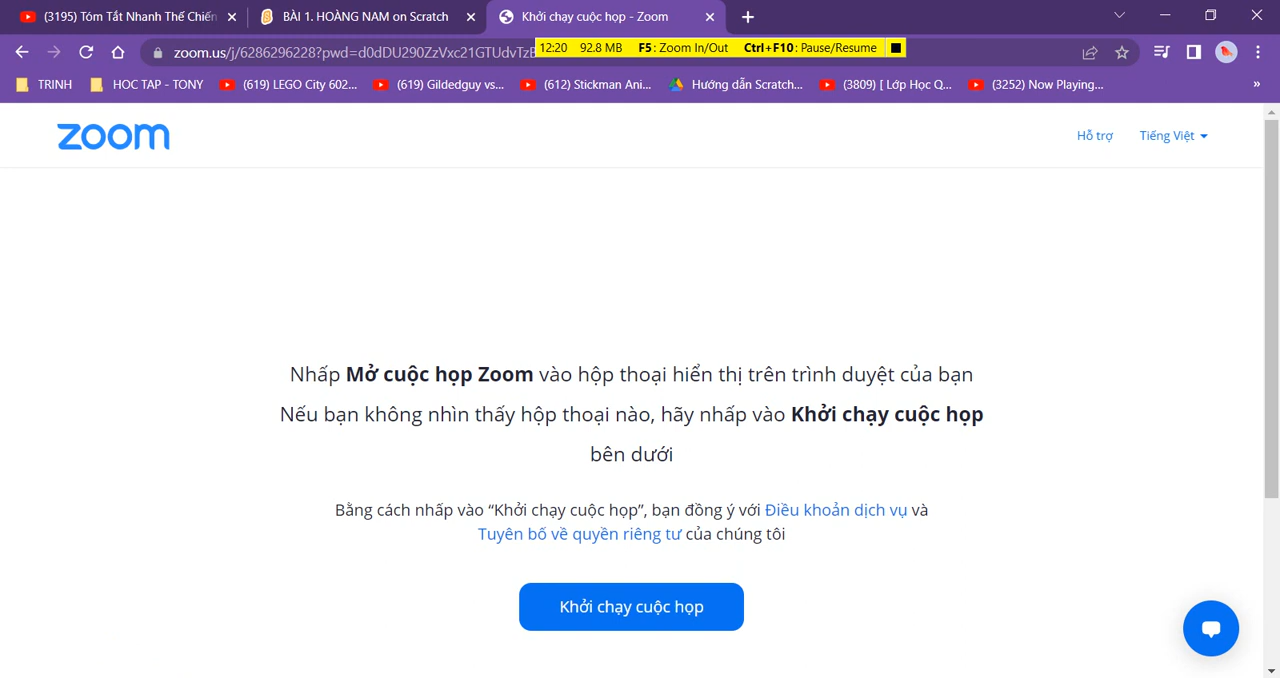 (3195) Tóm Tắt Nhanh Thế Chiến
BÀI 1. HOÀNG NAM on Scratch
Khởi chạy cuộc họp - Zoom
zoom.us/j/6286296228?pwd=d0dDU290ZzVxc21GTUdvTzE
12:20 92.8 MB F5: Zoom In/Out Ctrl+F10: Pause/Resume
TRINH
HOC TAP - TONY
(619) LEGO City 602...
(619) Gildedguy vs...
(612) Stickman Ani...
Hướng dẫn Scratch...
(3809) [ Lớp Học Q...
(3252) Now Playing...
»
zoom
Hỗ trợ
Tiếng Việt
Nhấp Mở cuộc họp Zoom vào hộp thoại hiển thị trên trình duyệt của bạn
Nếu bạn không nhìn thấy hộp thoại nào, hãy nhấp vào Khởi chạy cuộc họp
bên dưới
Bằng cách nhấp vào “Khởi chạy cuộc họp”, bạn đồng ý với Điều khoản dịch vụ và
Tuyên bố về quyền riêng tư của chúng tôi
Khởi chạy cuộc họp